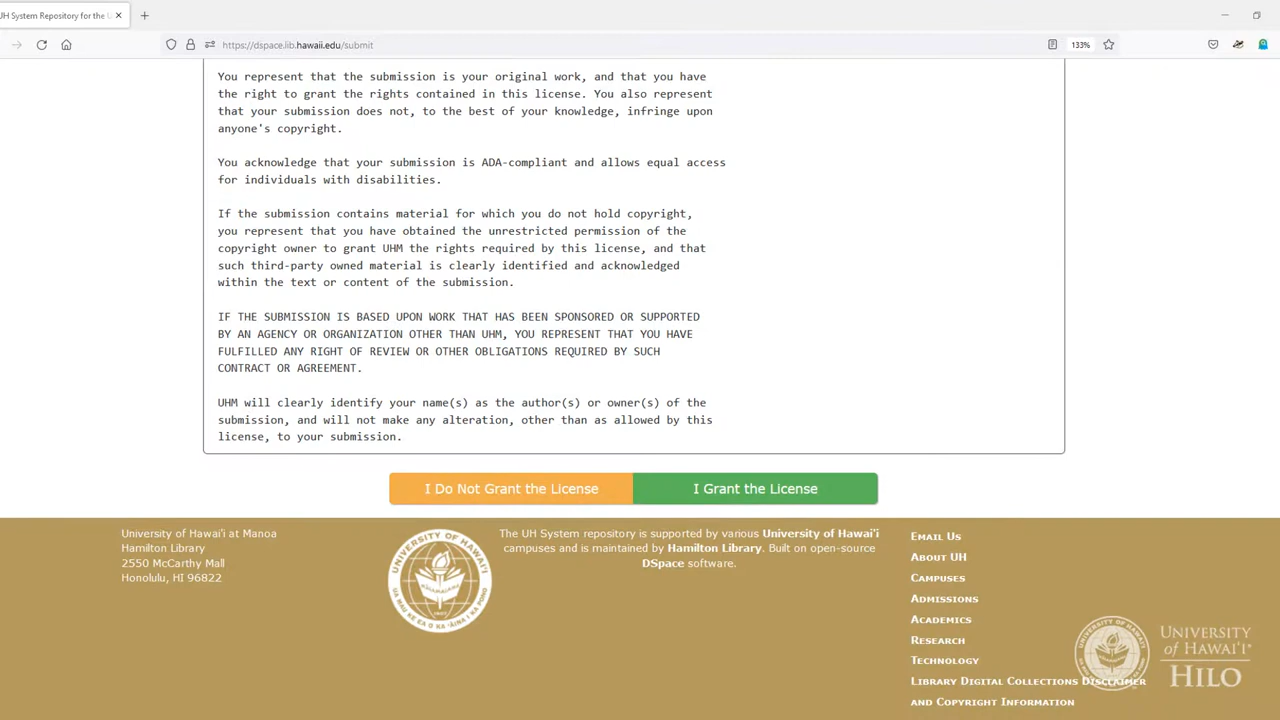 JH System Repository for the U
https://dspace.lib.hawaii.edu/submit
133%
You represent that the submission is your original work, and that you have
the right to grant the rights contained in this license. You also represent
that your submission does not, to the best of your knowledge, infringe upon
anyone's copyright.
You acknowledge that your submission is ADA-compliant and allows equal access
for individuals with disabilities.
If the submission contains material for which you do not hold copyright,
you represent that you have obtained the unrestricted permission of the
copyright owner to grant UHM the rights required by this license, and that
such third-party owned material is clearly identified and acknowledged
within the text or content of the submission.
IF THE SUBMISSION IS BASED UPON WORK THAT HAS BEEN SPONSORED OR SUPPORTED
BY AN AGENCY OR ORGANIZATION OTHER THAN UHM, YOU REPRESENT THAT YOU HAVE
FULFILLED ANY RIGHT OF REVIEW OR OTHER OBLIGATIONS REQUIRED BY SUCH
CONTRACT OR AGREEMENT.
UHM will clearly identify your name(s) as the author(s) or owner(s) of the
submission, and will not make any alteration, other than as allowed by this
license, to your submission.
I Do Not Grant the License
I Grant the License
University of Hawai'i at Manoa
Hamilton Library
2550 McCarthy Mall
Honolulu, HI 96822
UNIVERSITY OF HAWAI'I
The UH System repository is supported by various University of Hawai'i
campuses and is maintained by Hamilton Library. Built on open-source
DSpace software.
Email Us
About UH
Campuses
Admissions
Academics
Research
Technology
Library Digital Collections Disclaimer
and Copyright Information
UNIVERSITY
of HAWAI'I®
HILO